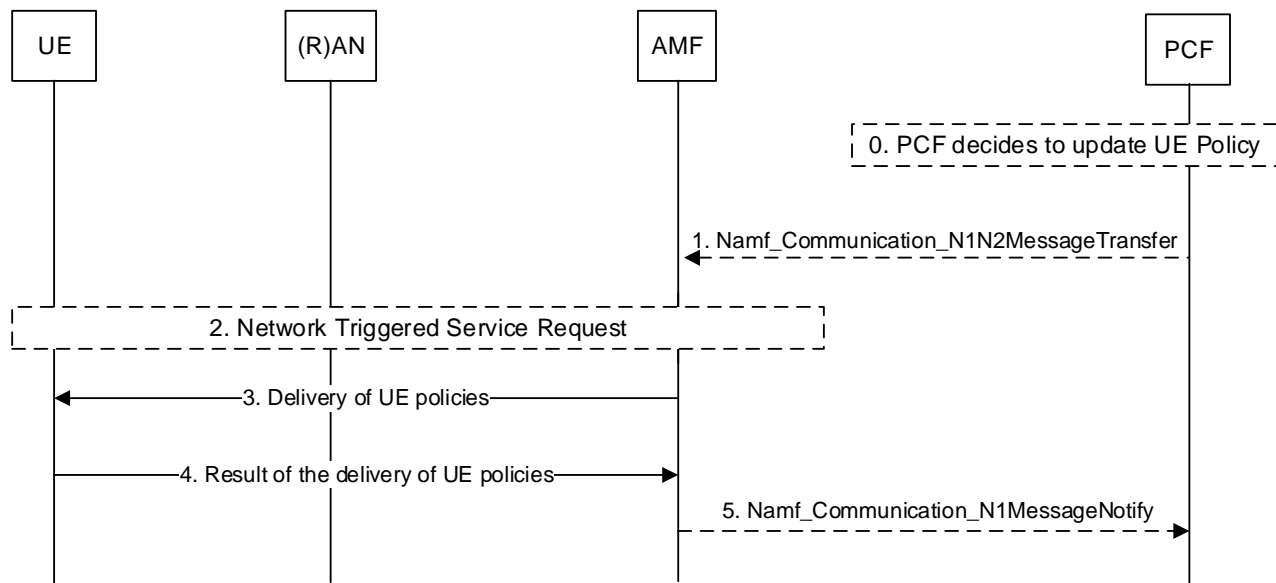 UE
(R)AN
AMF
PCF
0. PCF decides to update UE Policy
1. Namf_Communication_N1N2MessageTransfer
2. Network Triggered Service Request
3. Delivery of UE policies
4. Result of the delivery of UE policies
5. Namf_Communication_N1MessageNotify